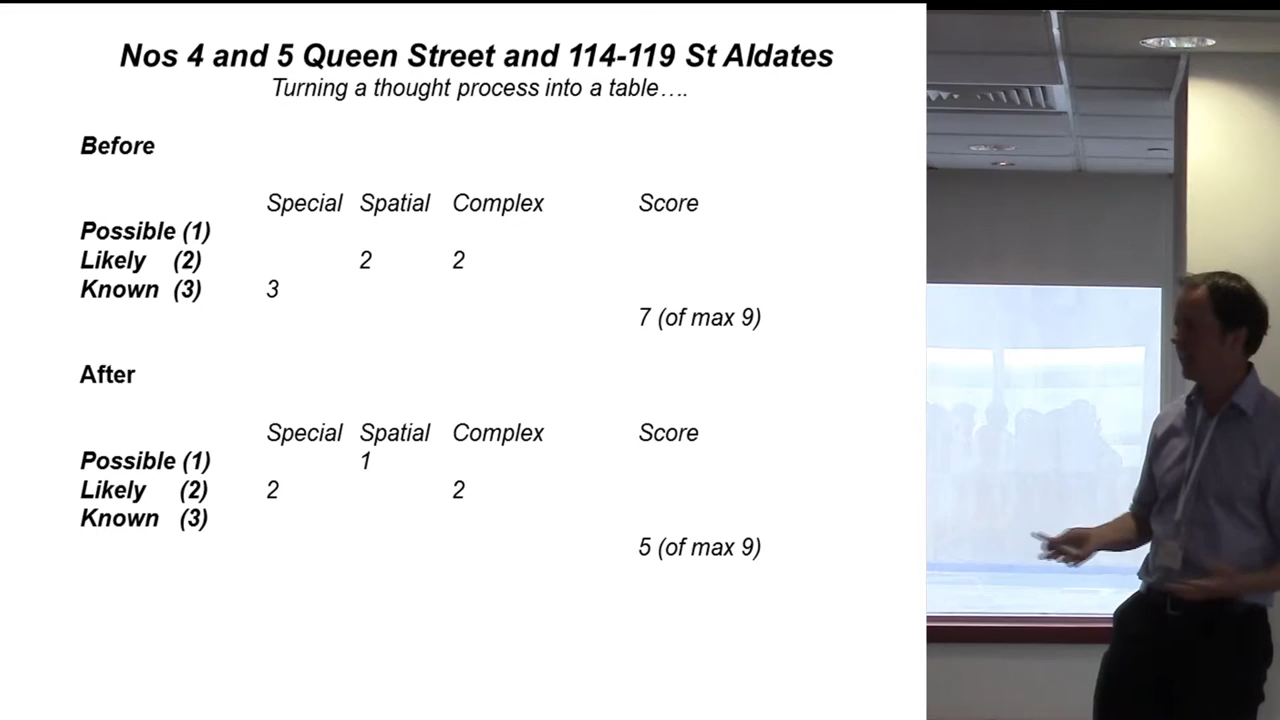 Nos 4 and 5 Queen Street and 114-119 St Aldates
Turning a thought process into a table….
Before
Special Spatial Complex Score
Possible (1)
Likely (2) 2 2
Known (3) 3
7 (of max 9)
After
Special Spatial Complex Score
Possible (1) 1
Likely (2) 2 2
Known (3)
5 (of max 9)